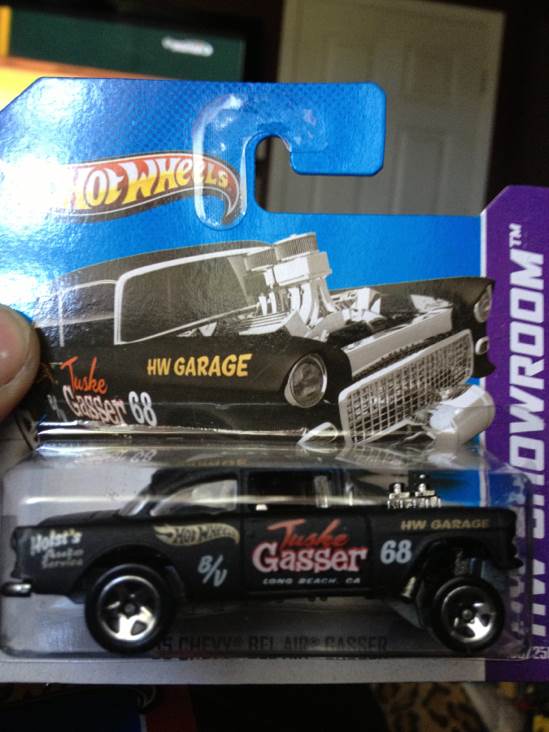 HOT WHEELS
HW GARAGE
Tuske
Gasser 68
HW SHOWROOM™
Holst's
Auto
Service
HOT WHEELS
B/V
Tuske
Gasser
LONG BEACH, CA
68
HW GARAGE
CHEVY® BEL AIR® GASSER